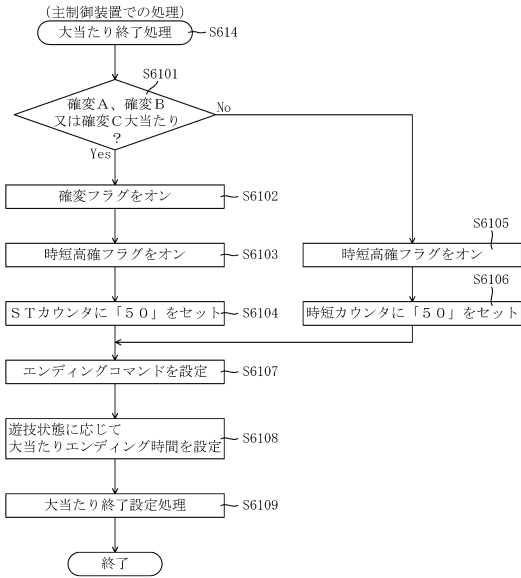 (主制御装置での処理)
大当たり終了処理
S614
S6101
確変A、確変B
又は確変C大当たり
?
No
Yes
確変フラグをオン
S6102
時短高確フラグをオン
S6103
STカウンタに「50」をセット
S6104
S6105
時短高確フラグをオン
S6106
時短カウンタに「50」をセット
エンディングコマンドを設定
S6107
遊技状態に応じて
大当たりエンディング時間を設定
S6108
大当たり終了設定処理
S6109
終了